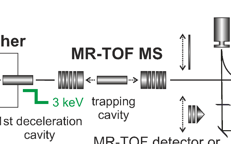 her
MR-TOF MS
3 keV
trapping
cavity
1st deceleration
cavity
MR-TOF detector or